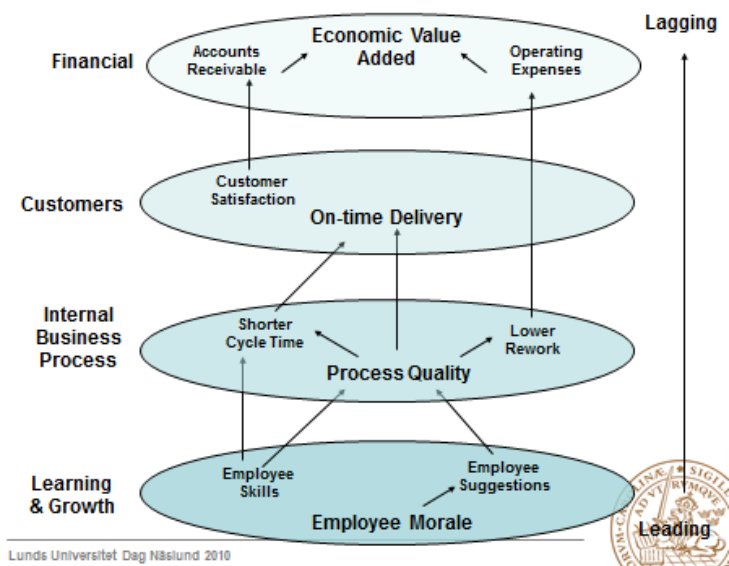 Financial
Accounts
Receivable
Economic Value
Added
Operating
Expenses
Lagging
Customers
Customer
Satisfaction
On-time Delivery
Internal
Business
Process
Shorter
Cycle Time
Lower
Rework
Process Quality
Learning
& Growth
Employee
Skills
Employee
Suggestions
Employee Morale
Leading
Lunds Universitet Dag Näslund 2010